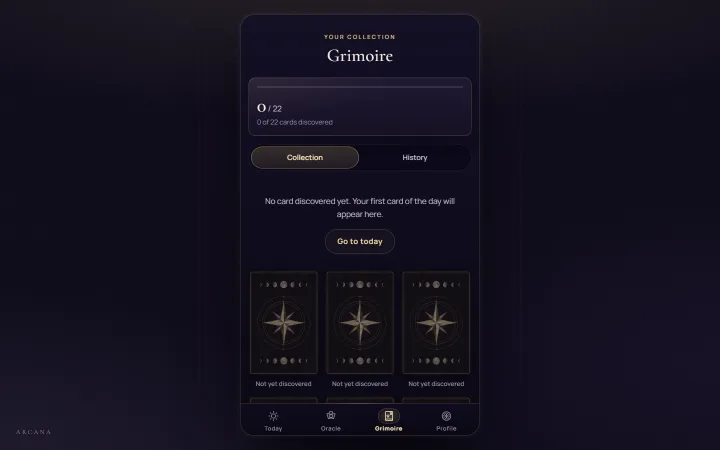 YOUR COLLECTION
Grimoire
0 / 22
0 of 22 cards discovered
Collection
History
No card discovered yet. Your first card of the day will
appear here.
Go to today
Not yet discovered
Not yet discovered
Not yet discovered
Today
Oracle
Grimoire
Profile
ARCANA